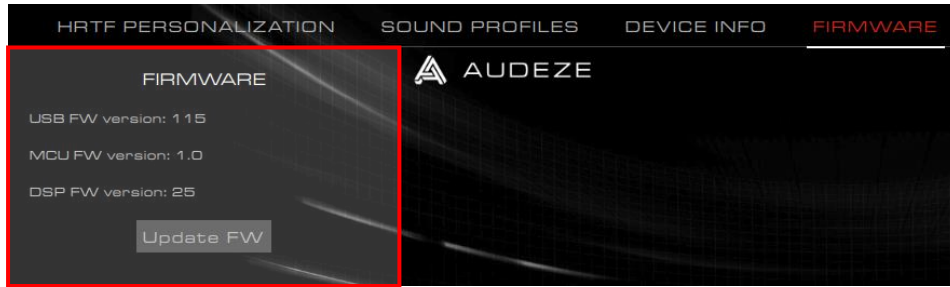 HRTF PERSONALIZATION SOUND PROFILES DEVICE INFO FIRMWARE
AUDEZE
FIRMWARE
USB FW version: 115
MCU FW version: 1.0
DSP FW version: 25
Update FW